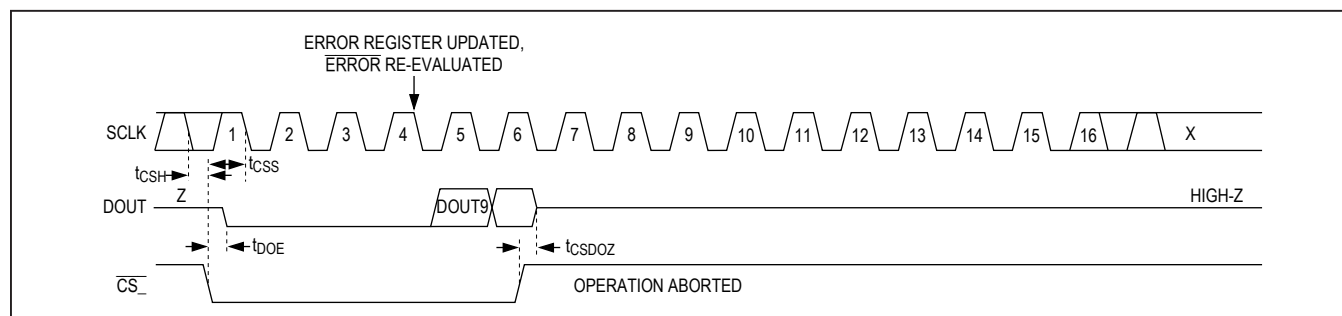 ERROR REGISTER UPDATED,
ERROR RE-EVALUATED
SCLK 1 2 3 4 5 6 7 8 9 10 11 12 13 14 15 16 X
tCSH tCSS
DOUT Z DOUT9 HIGH-Z
tDOE tCSDOZ
CS_ OPERATION ABORTED